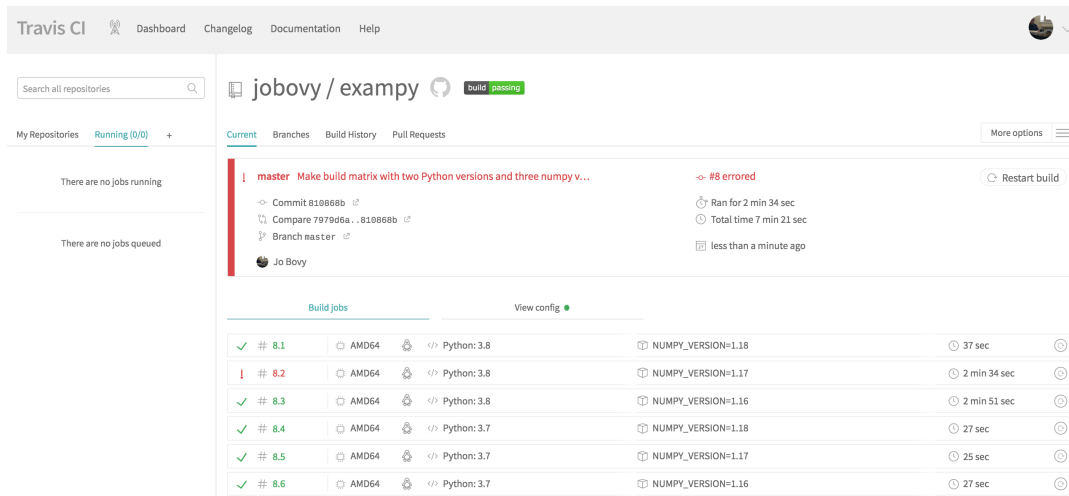 Travis CI Dashboard Changelog Documentation Help
Search all repositories
My Repositories Running (0/0) +
There are no jobs running
There are no jobs queued
jobovy / exampy build passing
Current Branches Build History Pull Requests More options
! master Make build matrix with two Python versions and three numpy v… #8 errored Restart build
Commit 810868b Ran for 2 min 34 sec
Compare 7979d6a..810868b Total time 7 min 21 sec
Branch master less than a minute ago
Jo Bovy
Build jobs View config
# 8.1 AMD64 </> Python: 3.8 NUMPY_VERSION=1.18 37 sec
! # 8.2 AMD64 </> Python: 3.8 NUMPY_VERSION=1.17 2 min 34 sec
# 8.3 AMD64 </> Python: 3.8 NUMPY_VERSION=1.16 2 min 51 sec
# 8.4 AMD64 </> Python: 3.7 NUMPY_VERSION=1.18 27 sec
# 8.5 AMD64 </> Python: 3.7 NUMPY_VERSION=1.17 25 sec
# 8.6 AMD64 </> Python: 3.7 NUMPY_VERSION=1.16 27 sec